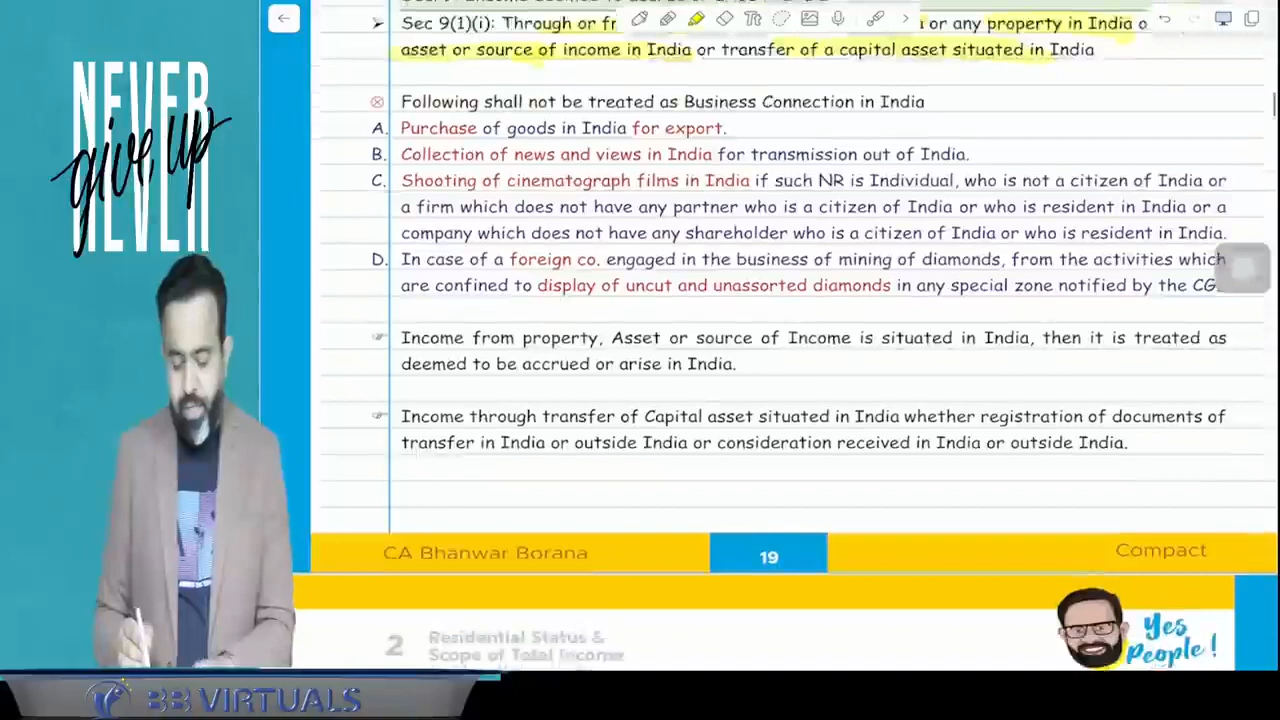 NEVER
give up
NEVER
Sec 9(1)(i): Through or fr or any property in India o
asset or source of income in India or transfer of a capital asset situated in India
Following shall not be treated as Business Connection in India
A. Purchase of goods in India for export.
B. Collection of news and views in India for transmission out of India.
C. Shooting of cinematograph films in India if such NR is Individual, who is not a citizen of India or
a firm which does not have any partner who is a citizen of India or who is resident in India or a
company which does not have any shareholder who is a citizen of India or who is resident in India.
D. In case of a foreign co. engaged in the business of mining of diamonds, from the activities which
are confined to display of uncut and unassorted diamonds in any special zone notified by the CG.
Income from property, Asset or source of Income is situated in India, then it is treated as
deemed to be accrued or arise in India.
Income through transfer of Capital asset situated in India whether registration of documents of
transfer in India or outside India or consideration received in India or outside India.
CA Bhanwar Borana 19 Compact
2 Residential Status &
Scope of Total Income
Yes
People !
BB VIRTUALS